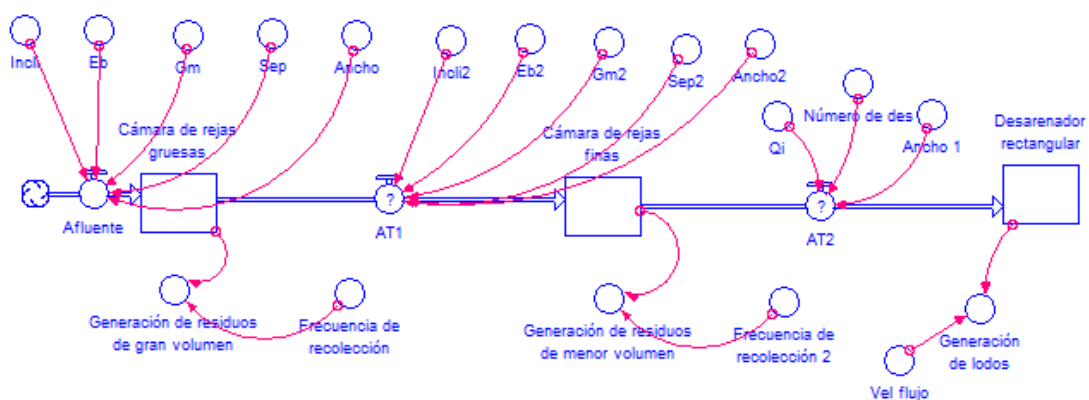 Incli
Eb
Gm
Sep
Ancho
Incli2
Eb2
Gm2
Sep2
Ancho2
Cámara de rejas
gruesas
Cámara de rejas
finas
Qi
Número de des
Ancho 1
Desarenador
rectangular
Afluente
?
AT1
?
AT2
Generación de residuos
de gran volumen
Frecuencia de
recolección
Generación de residuos
de menor volumen
Frecuencia de
recolección 2
Generación
de lodos
Vel flujo